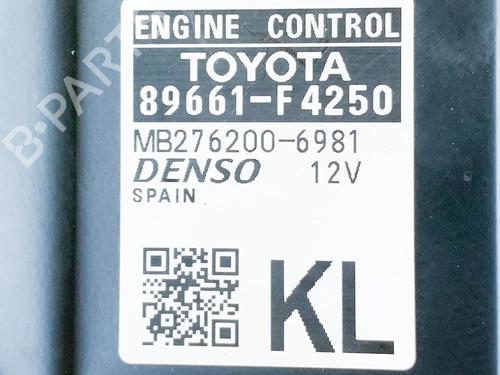 B-PARTS
ENGINE CONTROL
TOYOTA
89661-F4250
MB276200-6981
DENSO 12V
SPAIN
KL